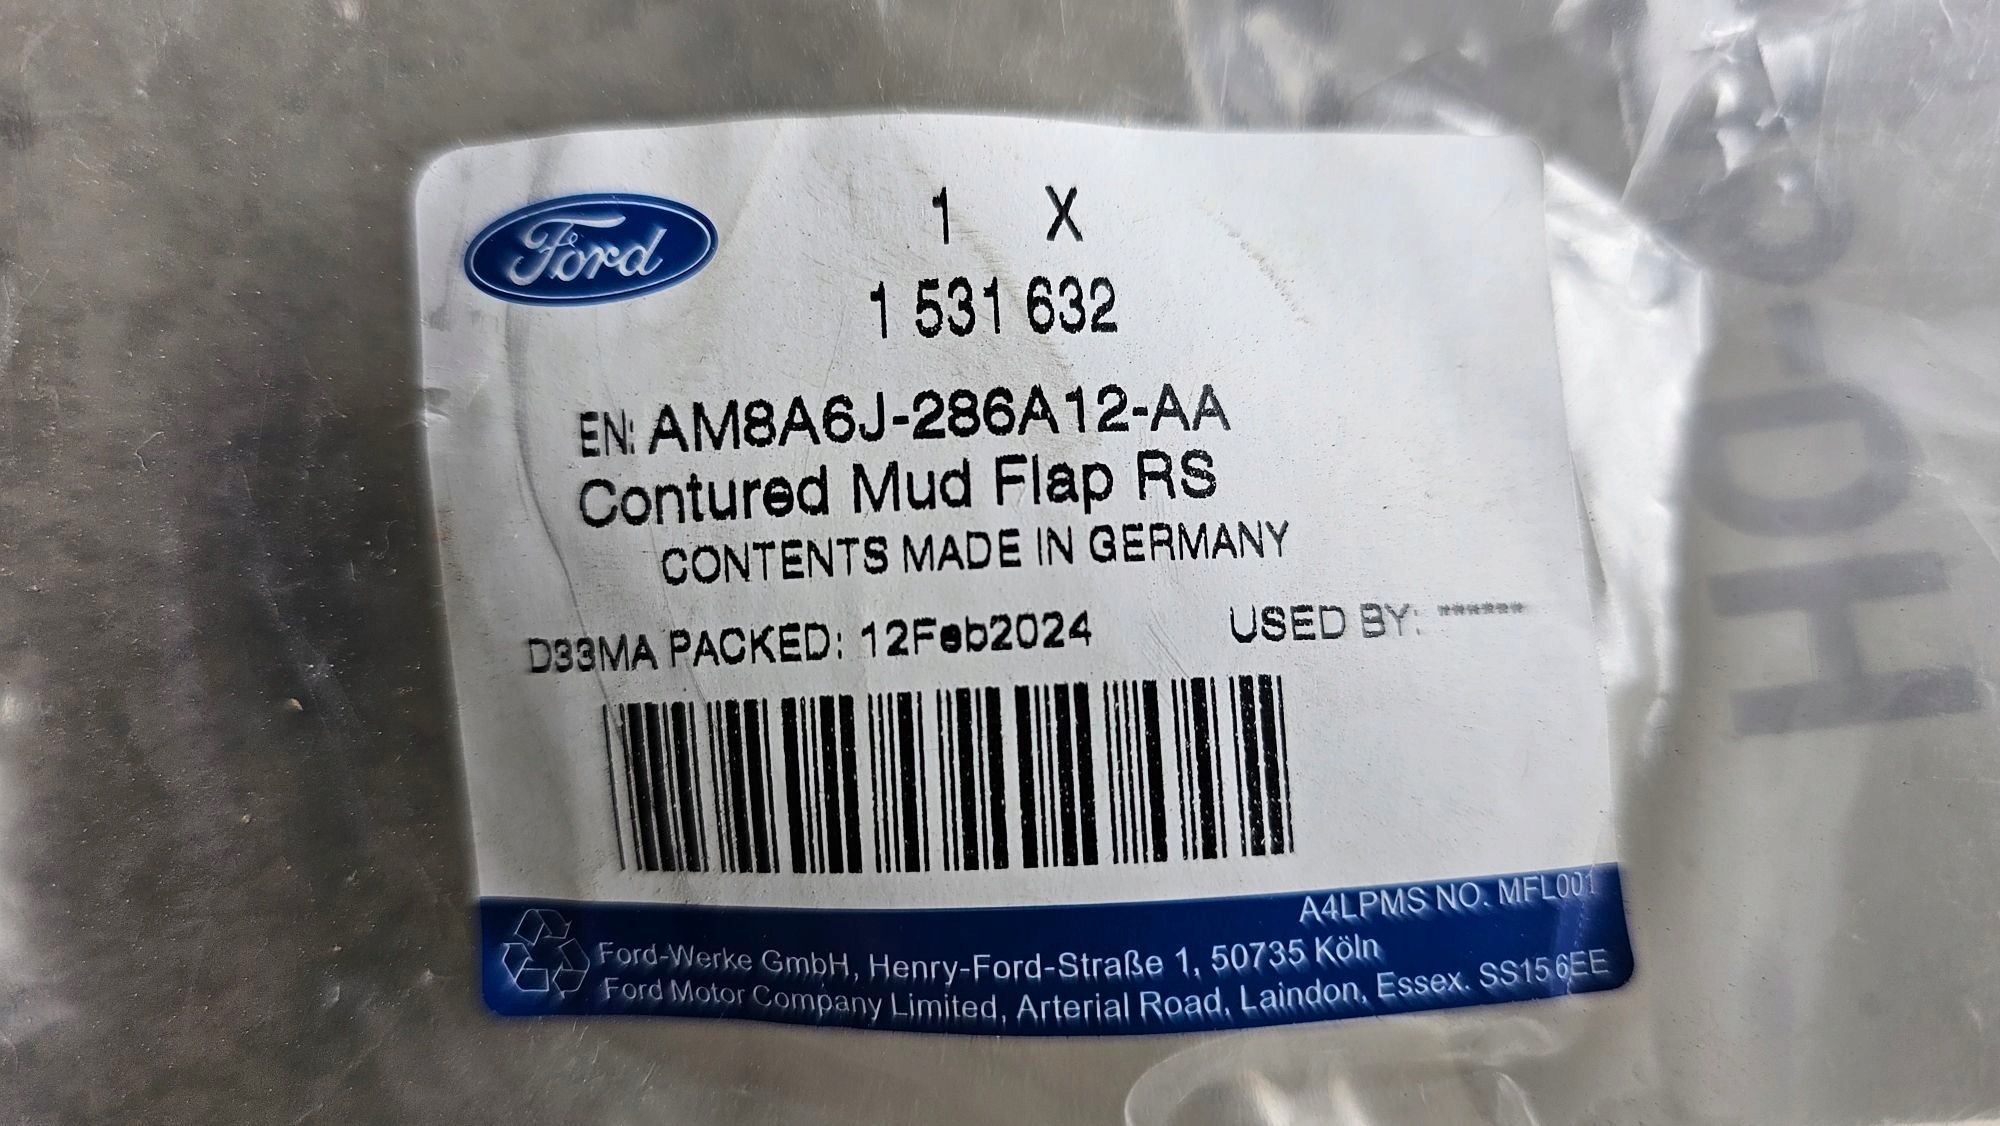 Ford
1 X
1 531 632
EN: AM8A6J-286A12-AA
Contured Mud Flap RS
CONTENTS MADE IN GERMANY
D33MA PACKED: 12Feb2024 USED BY: ******
A4LPMS NO. MFL001
Ford-Werke GmbH, Henry-Ford-Straße 1, 50735 Köln
Ford Motor Company Limited, Arterial Road, Laindon, Essex. SS15 6EE